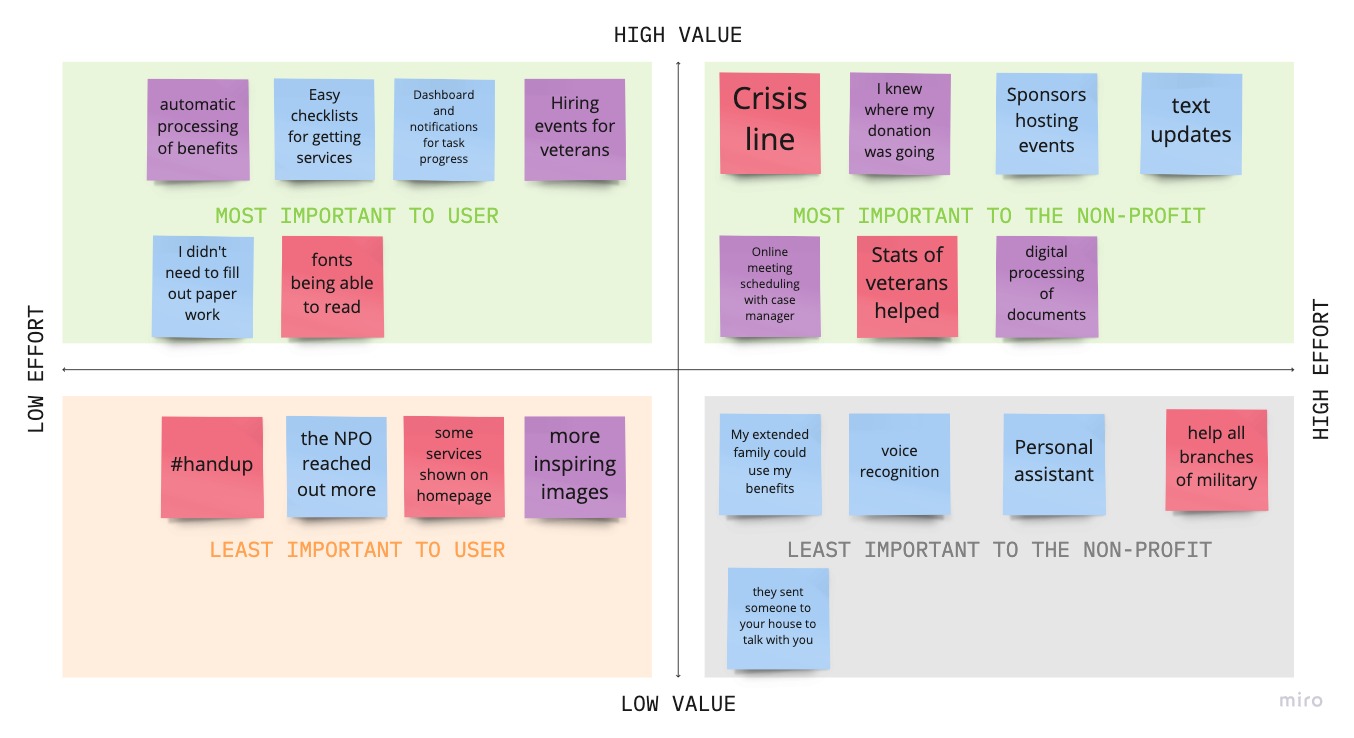 HIGH VALUE
automatic
processing
of benefits
Easy
checklists
for getting
services
Dashboard
and
notifications
for task
progress
Hiring
events for
veterans
MOST IMPORTANT TO USER
I didn't
need to fill
out paper
work
fonts
being able
to read
Crisis
line
I knew
where my
donation
was going
Sponsors
hosting
events
text
updates
MOST IMPORTANT TO THE NON-PROFIT
Online
meeting
scheduling
with case
manager
Stats of
veterans
helped
digital
processing
of
documents
LOW EFFORT
HIGH EFFORT
#handup
the NPO
reached
out more
some
services
shown on
homepage
more
inspiring
images
LEAST IMPORTANT TO USER
My extended
family could
use my
benefits
voice
recognition
Personal
assistant
help all
branches
of military
LEAST IMPORTANT TO THE NON-PROFIT
they sent
someone to
your house to
talk with you
LOW VALUE
miro